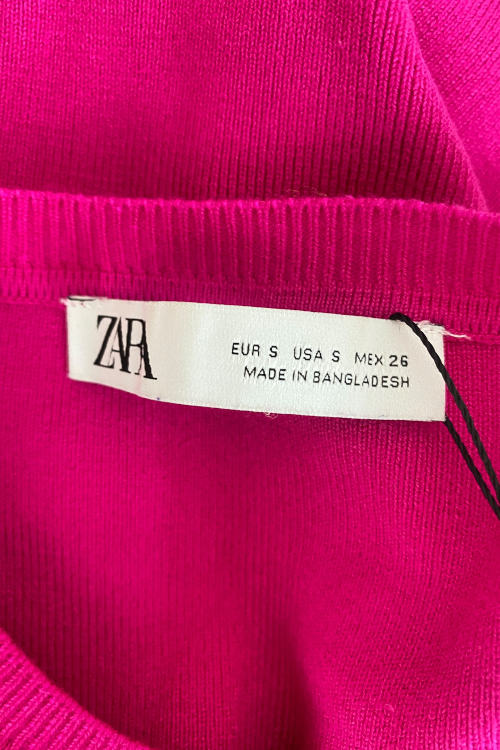 ZARA
EUR S USA S MEX 26
MADE IN BANGLADESH